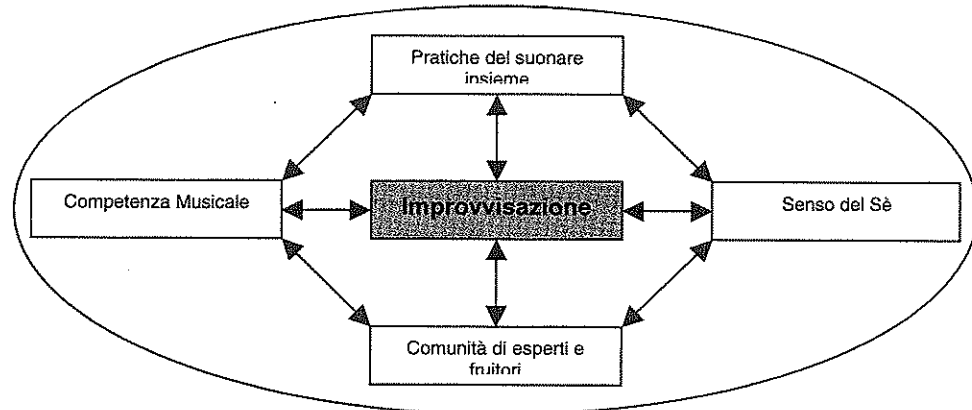 Pratiche del suonare
insieme
Competenza Musicale
Improvvisazione
Senso del Sè
Comunità di esperti e
fruitori